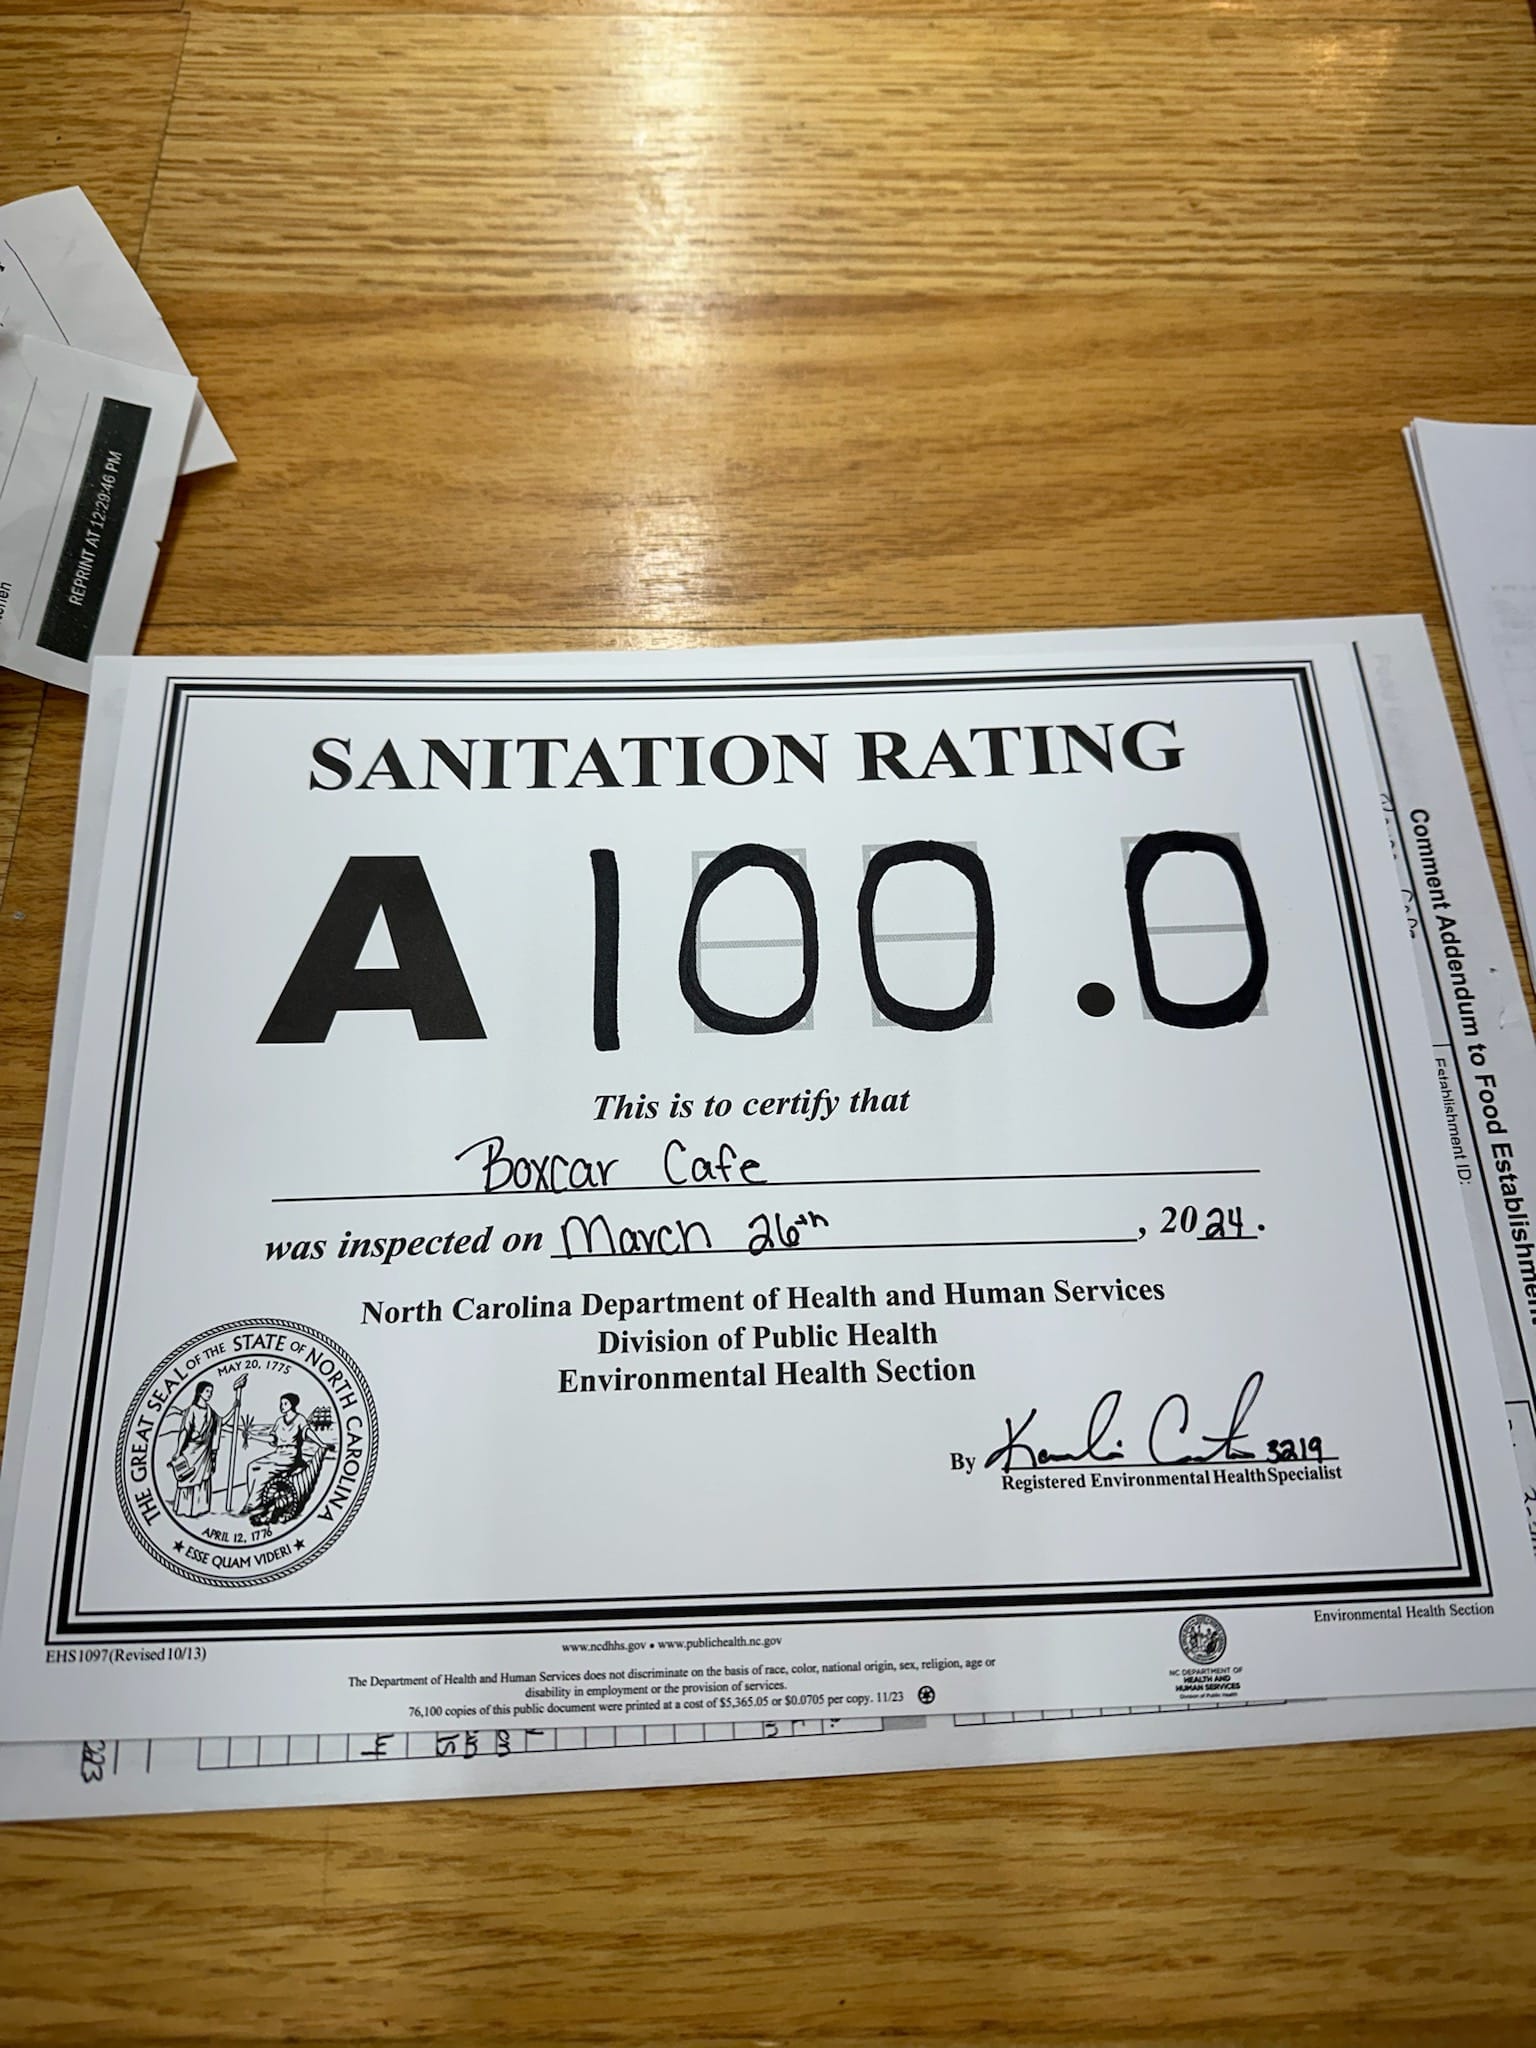 REPRINT AT 12:29:46 PM
SANITATION RATING
A 100.0
This is to certify that
Boxcar Cafe
was inspected on March 26th, 2024.
North Carolina Department of Health and Human Services
Division of Public Health
Environmental Health Section
THE GREAT SEAL OF THE STATE OF NORTH CAROLINA
MAY 20, 1775
APRIL 12, 1776
★ ESSE QUAM VIDERI ★
By 3219
Registered Environmental Health Specialist
EHS1097(Revised 10/13)
www.ncdhhs.gov • www.publichealth.nc.gov
Environmental Health Section
The Department of Health and Human Services does not discriminate on the basis of race, color, national origin, sex, religion, age or
disability in employment or the provision of services.
76,100 copies of this public document were printed at a cost of $5,365.05 or $0.0705 per copy. 11/23
NC DEPARTMENT OF
HEALTH AND
HUMAN SERVICES
Division of Public Health
Comment Addendum to Food Establishment
Establishment ID: